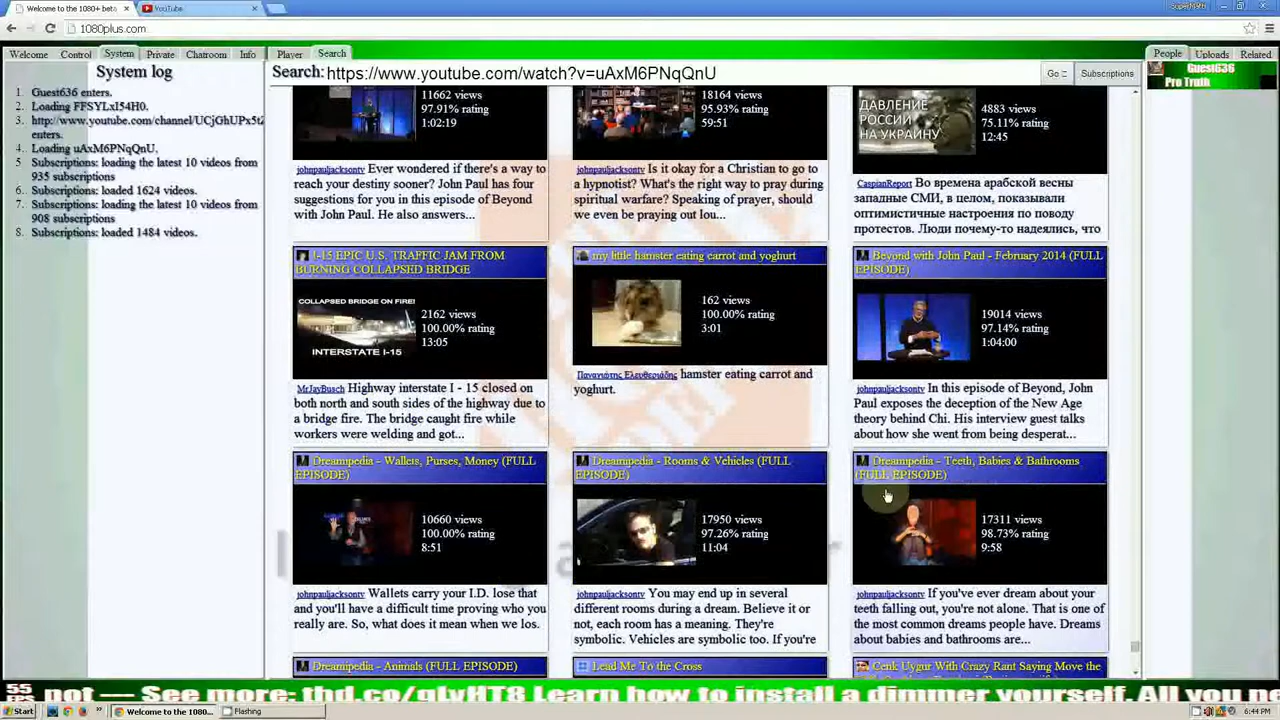 Welcome to the 1080+ beta
YouTube
1080plus.com
Welcome Control System Private Chatroom Info Player Search People Uploads Related
System log
Search: https://www.youtube.com/watch?v=uAxM6PNqQnU
Go
Subscriptions
Guest636
Pro Truth
1. Guest636 enters.
2. Loading FFSYLxI54H0.
3. http://www.youtube.com/channel/UCjGhUPx5t
enters.
4. Loading uAxM6PNqQnU.
5 Subscriptions: loading the latest 10 videos from
935 subscriptions
6. Subscriptions: loaded 1624 videos.
7. Subscriptions: loading the latest 10 videos from
908 subscriptions
8. Subscriptions: loaded 1484 videos.
11662 views
97.91% rating
1:02:19
johnpauljacksontv Ever wondered if there's a way to
reach your destiny sooner? John Paul has four
suggestions for you in this episode of Beyond
with John Paul. He also answers...
18164 views
95.93% rating
59:51
johnpauljacksontv Is it okay for a Christian to go to
a hypnotist? What's the right way to pray during
spiritual warfare? Speaking of prayer, should
we even be praying out lou...
ДАВЛЕНИЕ
РОССИИ
НА УКРАИНУ
4883 views
75.11% rating
12:45
CaspianReport Во времена арабской весны
западные СМИ, в целом, показывали
оптимистичные настроения по поводу
протестов. Люди почему-то надеялись, что
I-15 EPIC U.S. TRAFFIC JAM FROM
BURNING COLLAPSED BRIDGE
COLLAPSED BRIDGE ON FIRE!
INTERSTATE I-15
2162 views
100.00% rating
13:05
MrJayBusch Highway interstate I - 15 closed on
both north and south sides of the highway due to
a bridge fire. The bridge caught fire while
workers were welding and got...
my little hamster eating carrot and yoghurt
162 views
100.00% rating
3:01
Παναγιώτης Ελευθεριάδης hamster eating carrot and
yoghurt.
Beyond with John Paul - February 2014 (FULL
EPISODE)
19014 views
97.14% rating
1:04:00
johnpauljacksontv In this episode of Beyond, John
Paul exposes the deception of the New Age
theory behind Chi. His interview guest talks
about how she went from being desperat...
Dreamipedia - Wallets, Purses, Money (FULL
EPISODE)
10660 views
100.00% rating
8:51
johnpauljacksontv Wallets carry your I.D. lose that
and you'll have a difficult time proving who you
really are. So, what does it mean when we los.
Dreamipedia - Rooms & Vehicles (FULL
EPISODE)
17950 views
97.26% rating
11:04
johnpauljacksontv You may end up in several
different rooms during a dream. Believe it or
not, each room has a meaning. They're
symbolic. Vehicles are symbolic too. If you're
Dreamipedia - Teeth, Babies & Bathrooms
(FULL EPISODE)
17311 views
98.73% rating
9:58
johnpauljacksontv If you've ever dream about your
teeth falling out, you're not alone. That is one of
the most common dreams people have. Dreams
about babies and bathrooms are...
Dreamipedia - Animals (FULL EPISODE)
Lead Me To the Cross
Cenk Uygur With Crazy Rant Saying Move the
55
not — See more: thd.co/gLvHT8 Learn how to install a dimmer yourself. All you ne
Start
Welcome to the 1080+ bet...
Flashing
6:44 PM